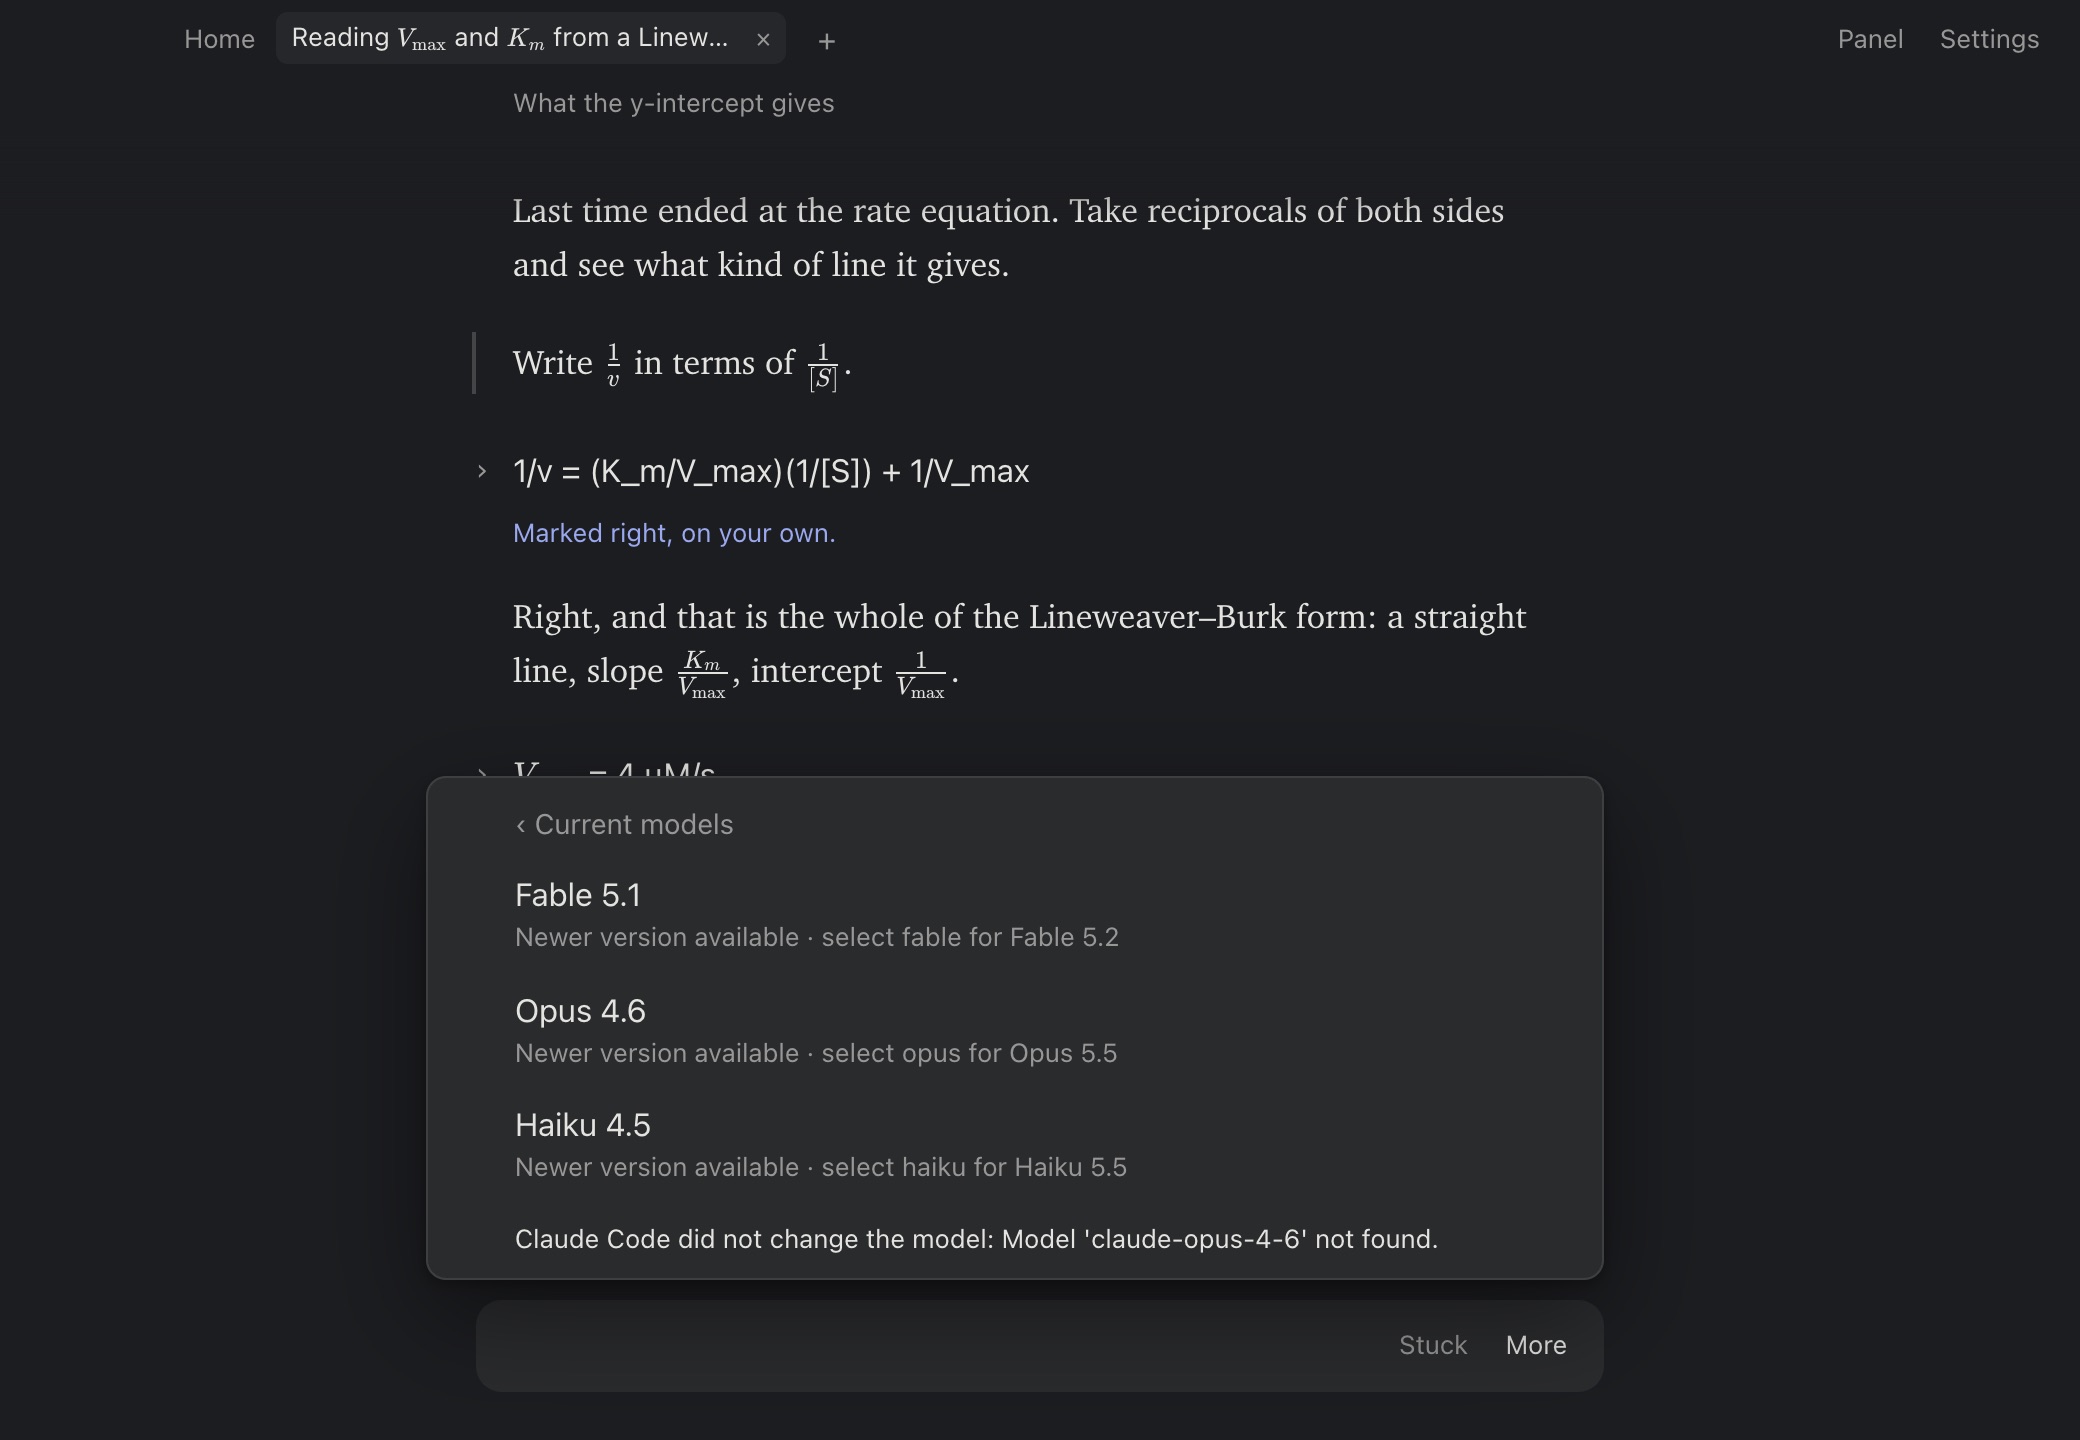 Home
Reading V_max and K_m from a Linew...
×
+
Panel
Settings
What the y-intercept gives
Last time ended at the rate equation. Take reciprocals of both sides
and see what kind of line it gives.
Write 1/v in terms of 1/[S].
› 1/v = (K_m/V_max)(1/[S]) + 1/V_max
Marked right, on your own.
Right, and that is the whole of the Lineweaver–Burk form: a straight
line, slope K_m/V_max, intercept 1/V_max.
› V = 4 µM/s
‹ Current models
Fable 5.1
Newer version available · select fable for Fable 5.2
Opus 4.6
Newer version available · select opus for Opus 5.5
Haiku 4.5
Newer version available · select haiku for Haiku 5.5
Claude Code did not change the model: Model 'claude-opus-4-6' not found.
Stuck
More